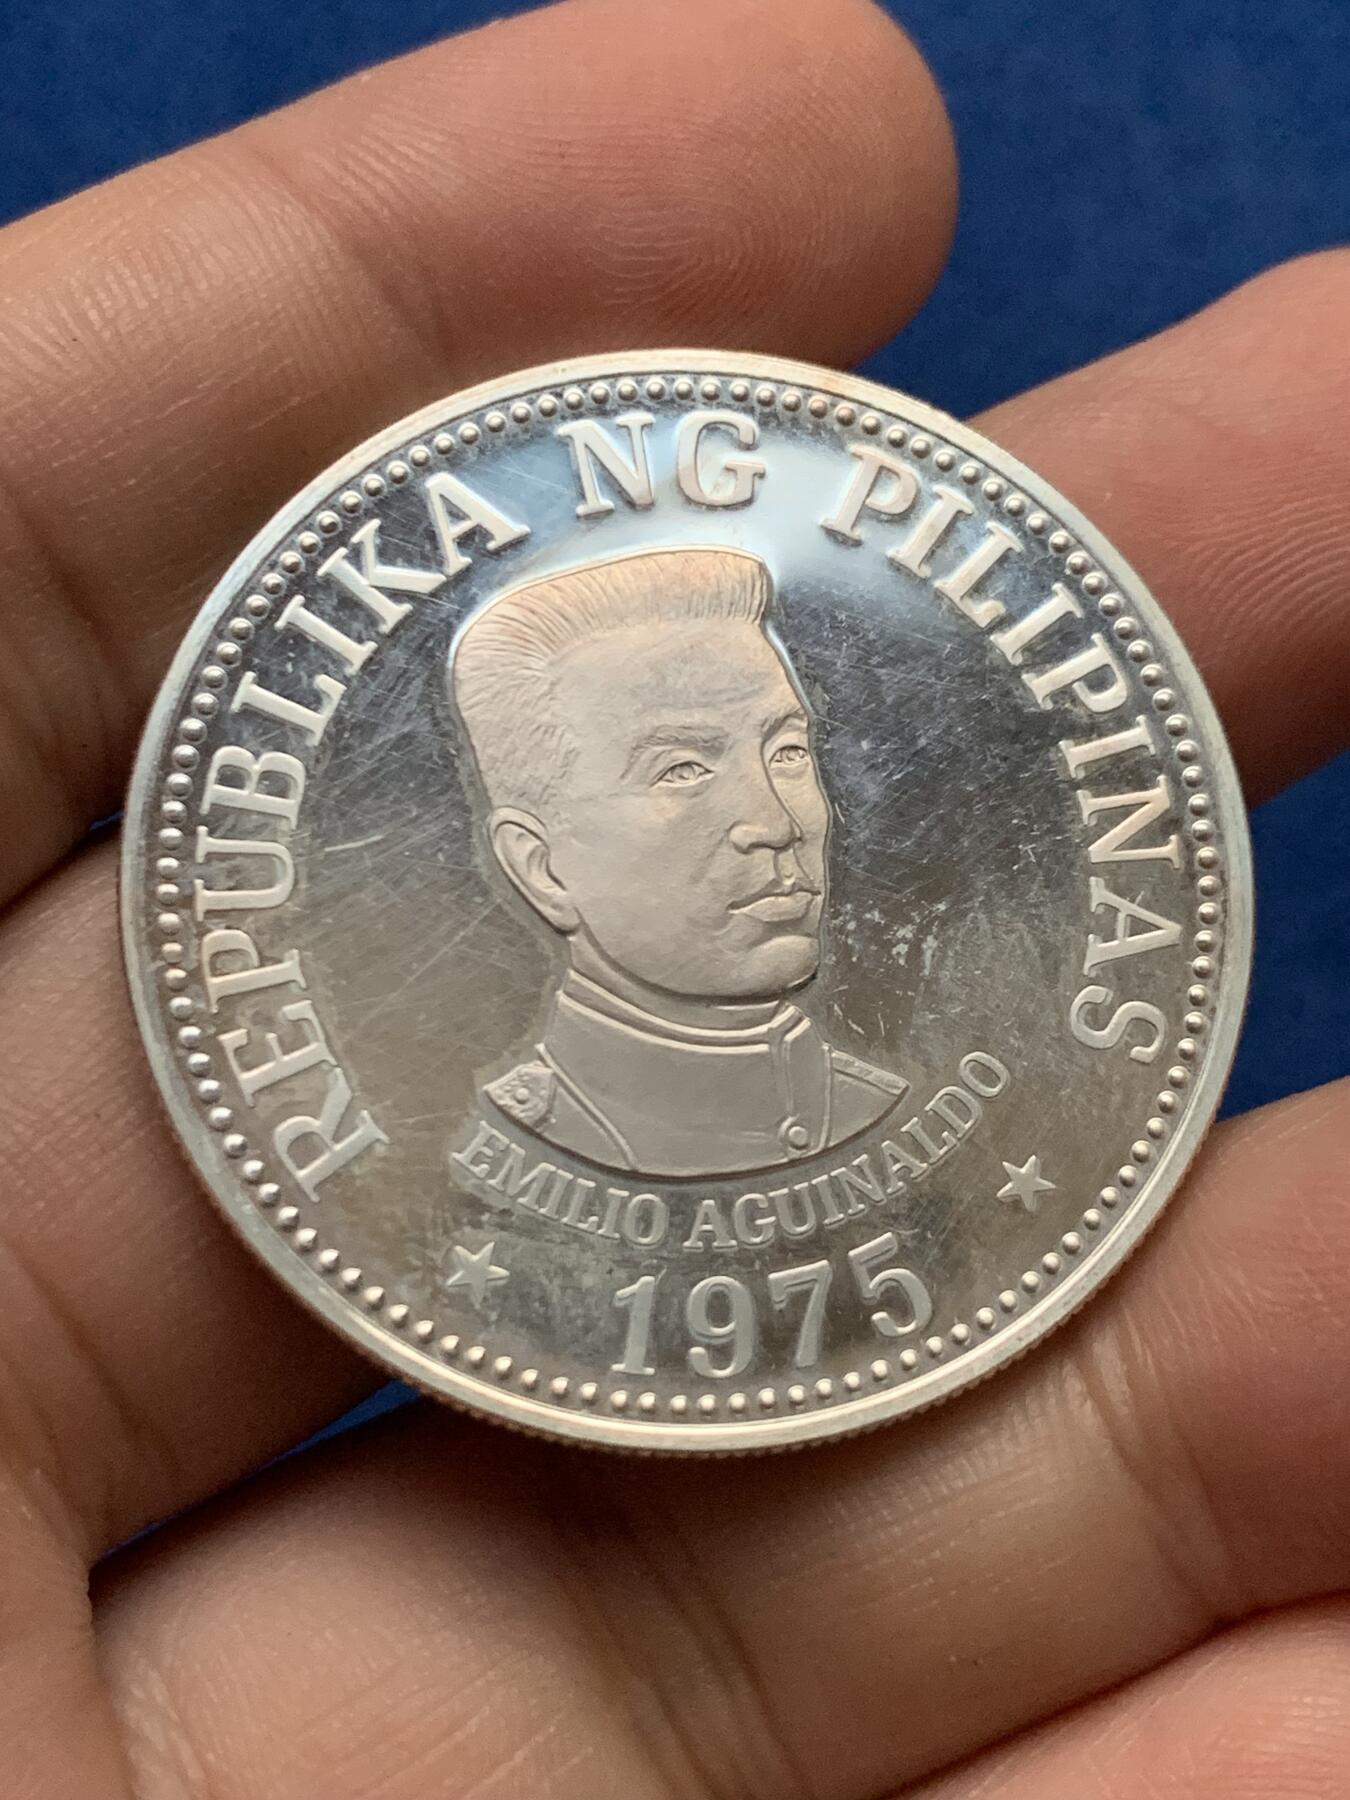 REPUBLIKA NG PILIPINAS
EMILIO AGUINALDO
1975